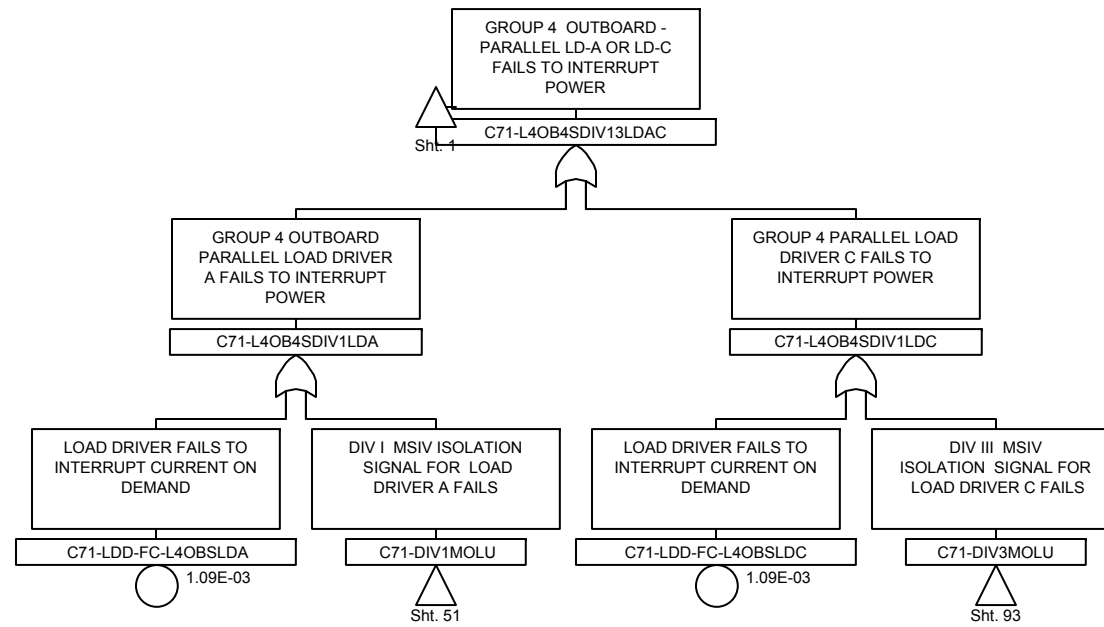 GROUP 4 OUTBOARD -
PARALLEL LD-A OR LD-C
FAILS TO INTERRUPT
POWER
C71-L4OB4SDIV13LDAC
Sht. 1
GROUP 4 OUTBOARD
PARALLEL LOAD DRIVER
A FAILS TO INTERRUPT
POWER
C71-L4OB4SDIV1LDA
GROUP 4 PARALLEL LOAD
DRIVER C FAILS TO
INTERRUPT POWER
C71-L4OB4SDIV1LDC
LOAD DRIVER FAILS TO
INTERRUPT CURRENT ON
DEMAND
C71-LDD-FC-L4OBSLDA
1.09E-03
DIV I MSIV ISOLATION
SIGNAL FOR LOAD
DRIVER A FAILS
C71-DIV1MOLU
Sht. 51
LOAD DRIVER FAILS TO
INTERRUPT CURRENT ON
DEMAND
C71-LDD-FC-L4OBSLDC
1.09E-03
DIV III MSIV
ISOLATION SIGNAL FOR
LOAD DRIVER C FAILS
C71-DIV3MOLU
Sht. 93